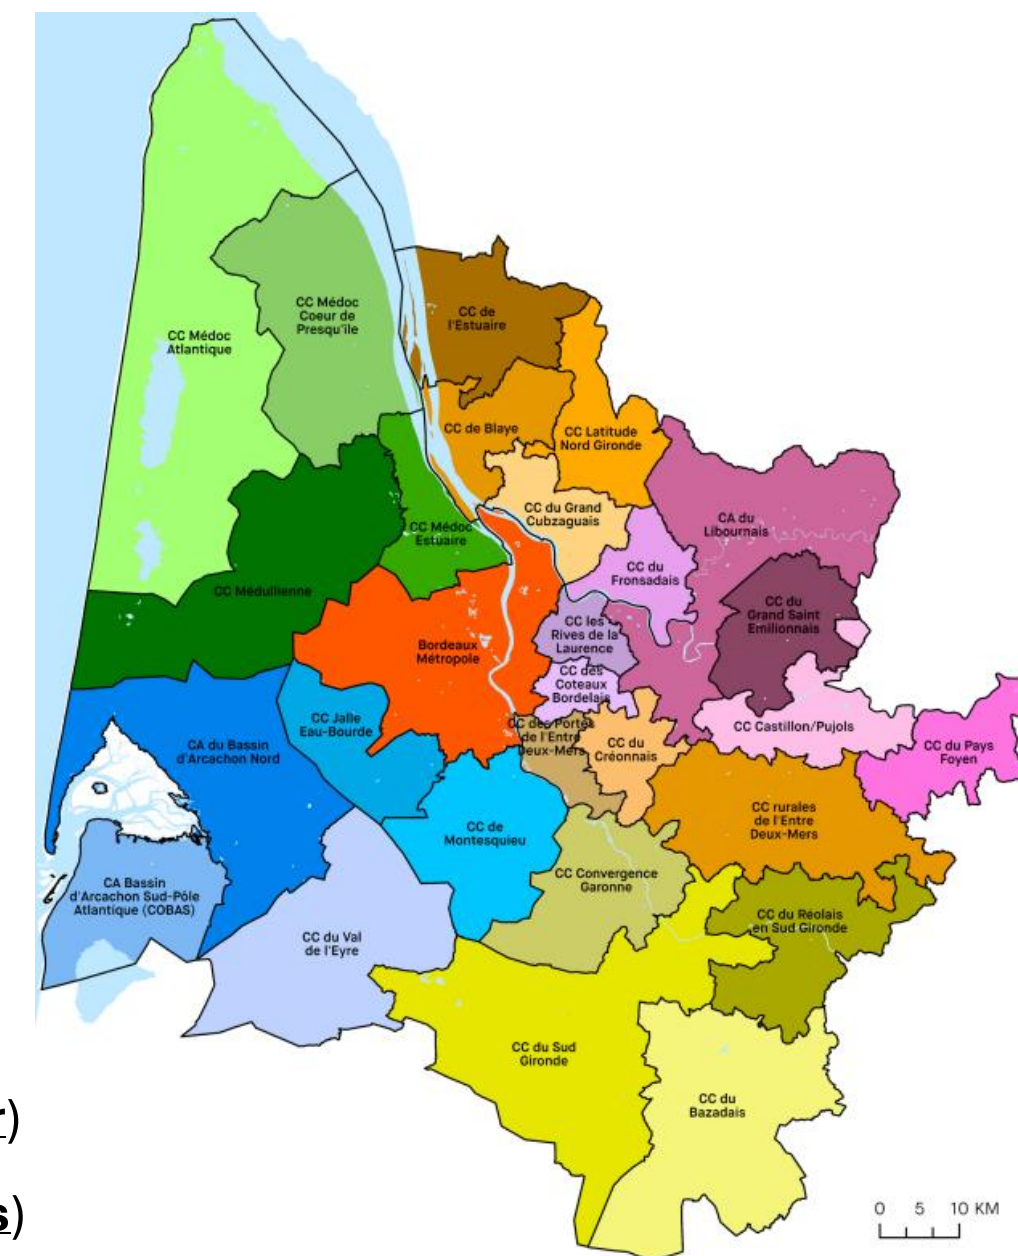 CC Médoc
Atlantique
CC Médoc
Coeur de
Presqu'île
CC de
l'Estuaire
CC de Blaye
CC Latitude
Nord Gironde
CC du Grand
Cubzaguais
CC Médoc
Estuaire
CC Médullienne
CA du
Libournais
CC du
Fronsadais
CC du
Grand Saint
Emilionnais
CC les
Rives de la
Laurence
Bordeaux
Métropole
CC des
Coteaux
Bordelais
CC des Portes
de l'Entre
Deux-Mers
CC du
Créonnais
CC Castillon/Pujols
CC du Pays
Foyen
CC Jalle
Eau-Bourde
CA du Bassin
d'Arcachon Nord
CC rurales
de l'Entre
Deux-Mers
CC de
Montesquieu
CC Convergence
Garonne
CA Bassin
d'Arcachon Sud-Pôle
Atlantique (COBAS)
CC du Réolais
en Sud Gironde
CC du Val
de l'Eyre
CC du Sud
Gironde
CC du
Bazadais
r)
s)
0 5 10 KM